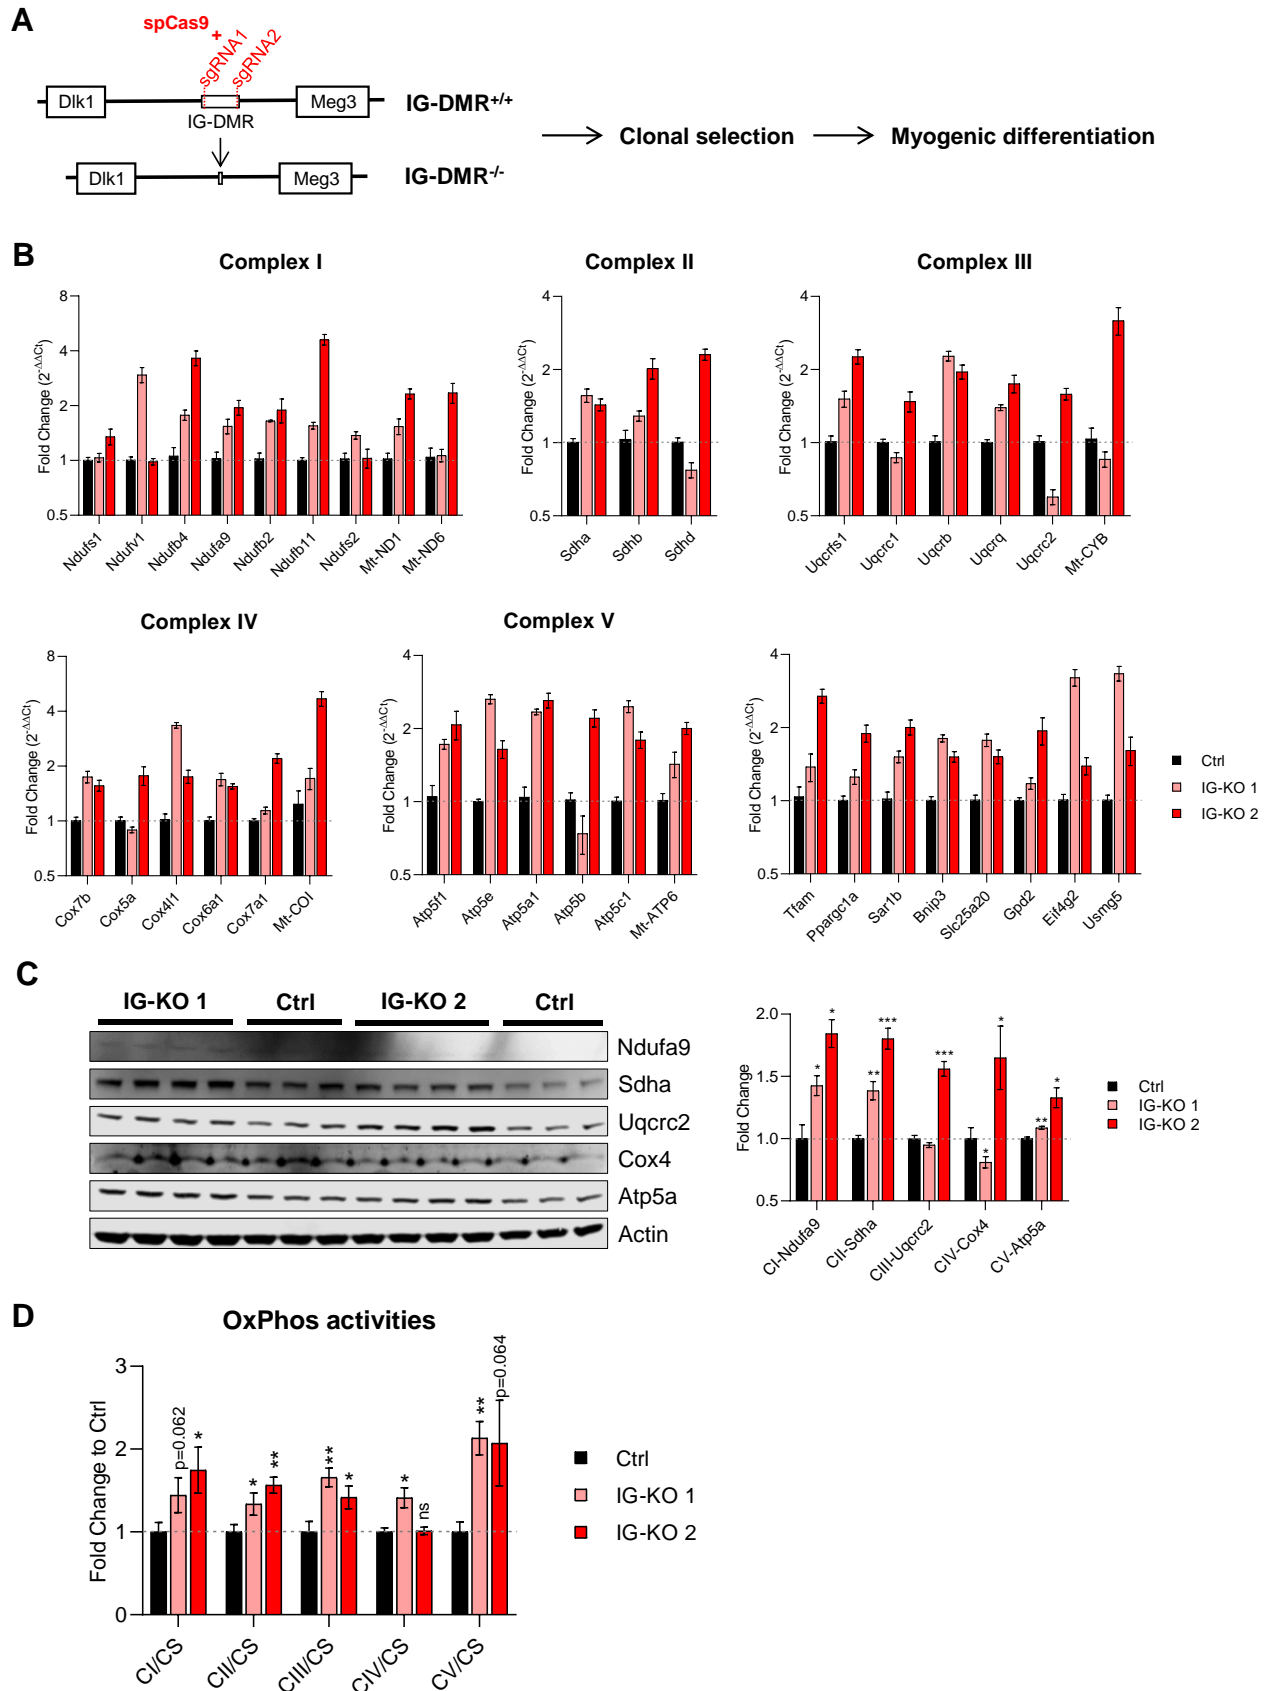 A
spCas9
+
sgRNA1
sgRNA2
Dlk1
Meg3
IG-DMR+/+
IG-DMR
Clonal selection
Myogenic differentiation
Dlk1
Meg3
IG-DMR-/-
B
Complex I
Fold Change (2-ΔΔCt)
8
4
2
1
0.5
Ndufs1
Ndufv1
Ndufb4
Ndufa9
Ndufb2
Ndufb11
Ndufs2
Mt-ND1
Mt-ND6
Complex II
Fold Change (2-ΔΔCt)
4
2
1
0.5
Sdha
Sdhb
Sdhd
Complex III
Fold Change (2-ΔΔCt)
4
2
1
0.5
Uqcrfs1
Uqcrc1
Uqcrb
Uqcrq
Uqcrc2
Mt-CYB
Complex IV
Fold Change (2-ΔΔCt)
8
4
2
1
0.5
Cox7b
Cox5a
Cox4I1
Cox6a1
Cox7a1
Mt-COI
Complex V
Fold Change (2-ΔΔCt)
4
2
1
0.5
Atp5f1
Atp5e
Atp5a1
Atp5b
Atp5c1
Mt-ATP6
Fold Change (2-ΔΔCt)
4
2
1
0.5
Tfam
Ppargc1a
Sar1b
Bnip3
Slc25a20
Gpd2
Eif4g2
Usmg5
Ctrl
IG-KO 1
IG-KO 2
C
IG-KO 1
Ctrl
IG-KO 2
Ctrl
Ndufa9
Sdha
Uqcrc2
Cox4
Atp5a
Actin
Fold Change
2.0
1.5
1.0
0.5
*
*
**
***
***
*
*
**
*
CI-Ndufa9
CII-Sdha
CIII-Uqcrc2
CIV-Cox4
CV-Atp5a
Ctrl
IG-KO 1
IG-KO 2
D
OxPhos activities
Fold Change to Ctrl
3
2
1
0
p=0.062
*
*
**
**
*
*
ns
**
p=0.064
CI/CS
CII/CS
CIII/CS
CIV/CS
CV/CS
Ctrl
IG-KO 1
IG-KO 2